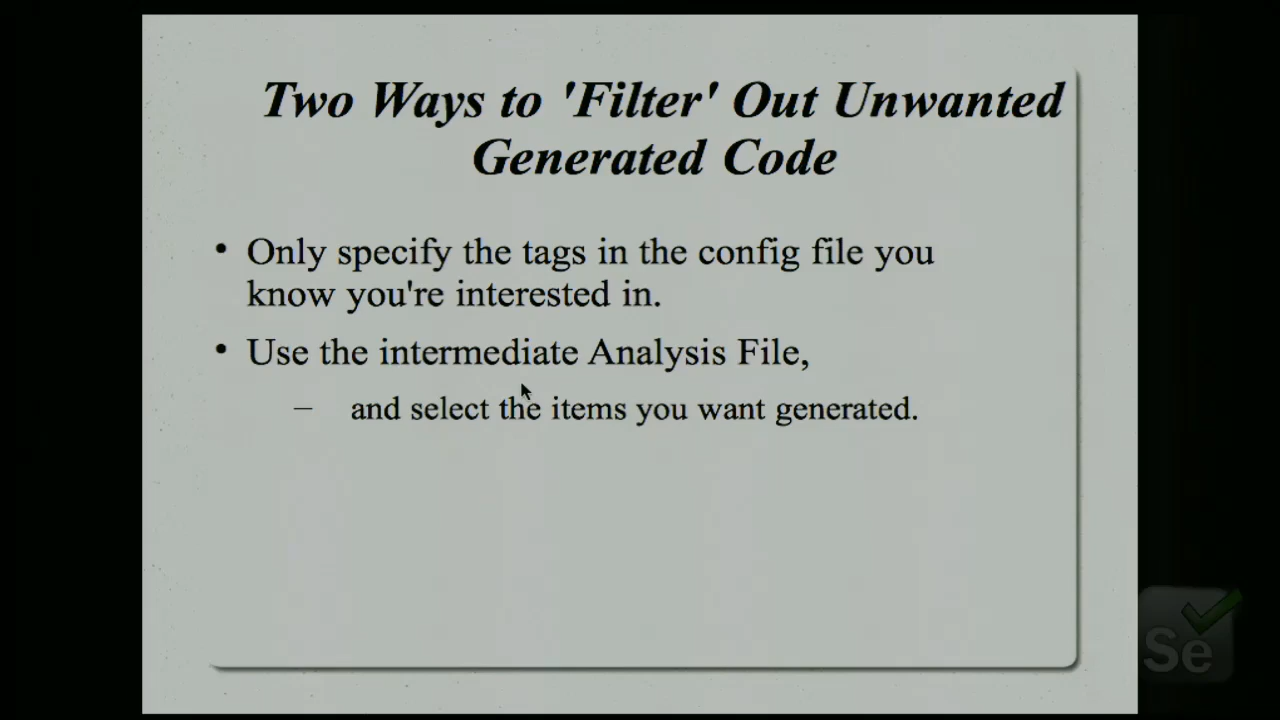 Two Ways to 'Filter' Out Unwanted
Generated Code
• Only specify the tags in the config file you
know you're interested in.
• Use the intermediate Analysis File,
– and select the items you want generated.
Se